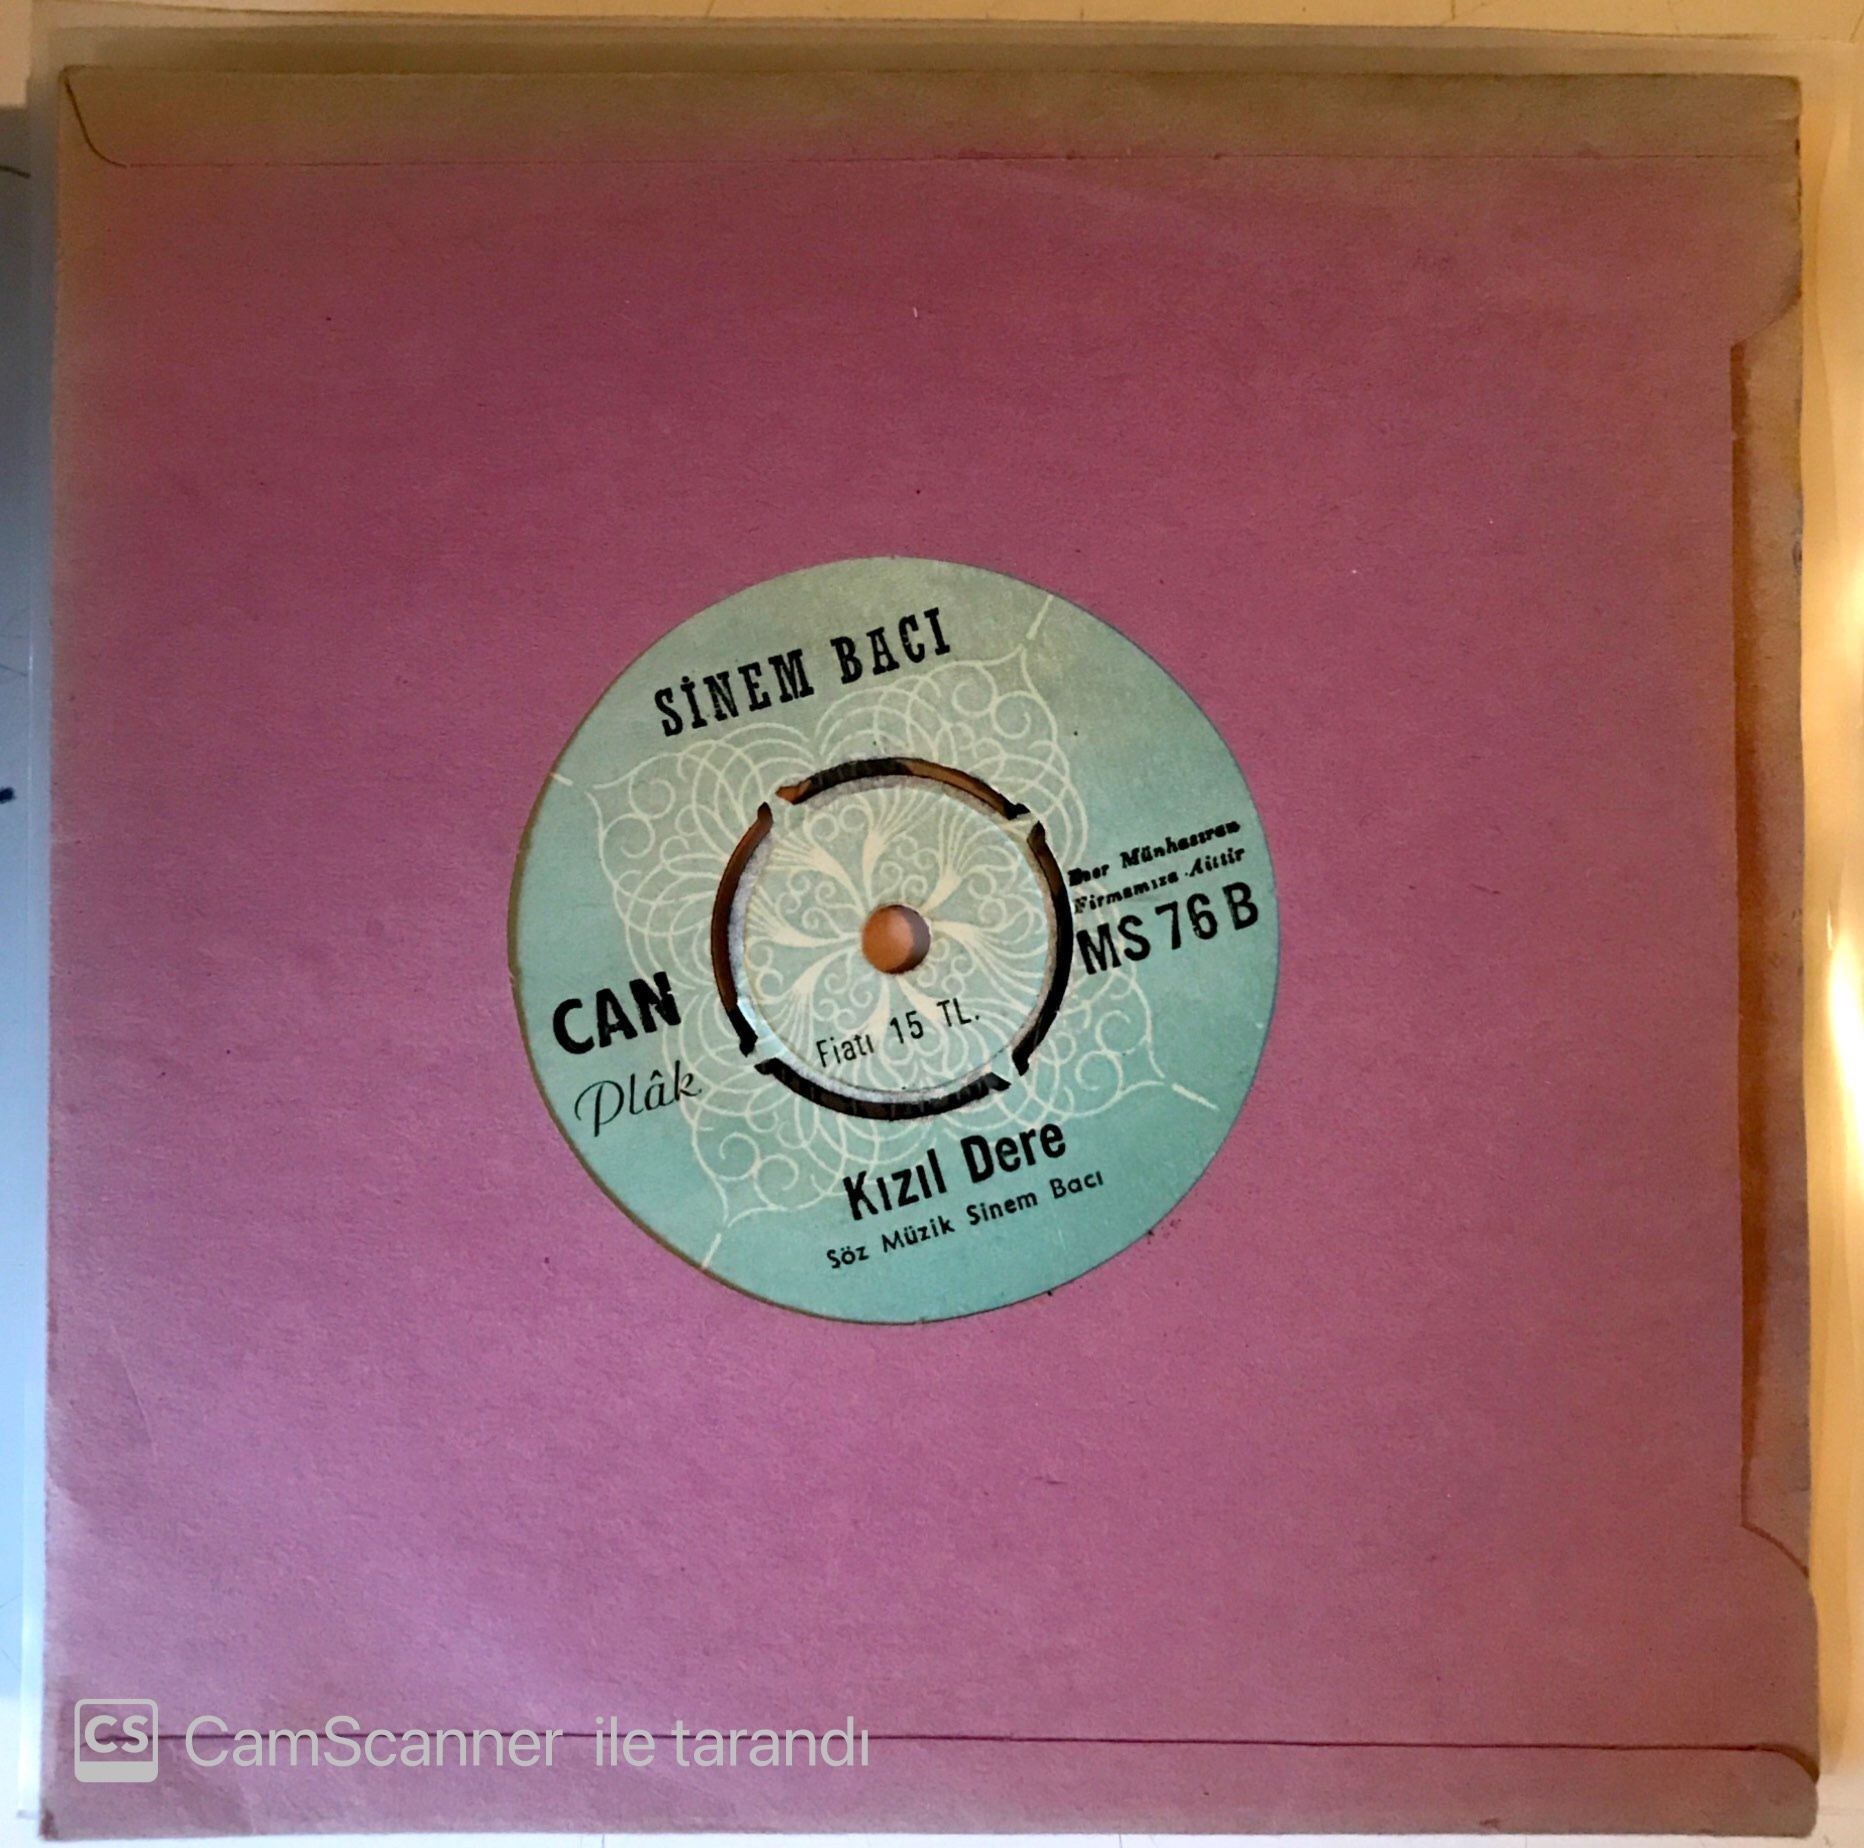 SİNEM BACI
Eser Münhasıran
Firmamıza Aittir
MS 76 B
CAN
Plâk
Fiatı 15 TL.
Kızıl Dere
Söz Müzik Sinem Bacı
CS CamScanner ile tarandı